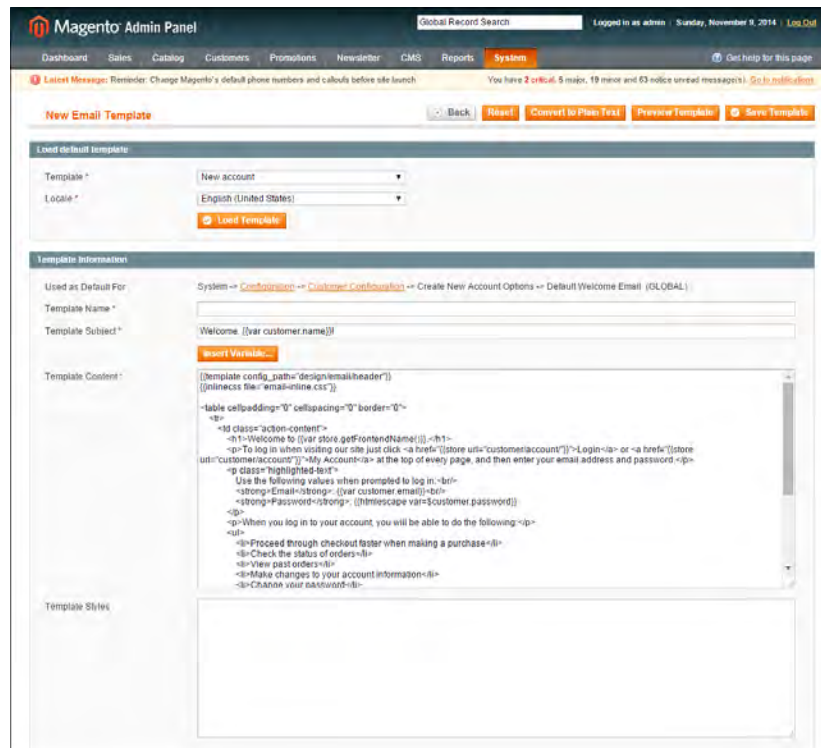 Magento Admin Panel
Global Record Search
Logged in as admin | Sunday, November 9, 2014 | Log Out
Dashboard Sales Catalog Customers Promotions Newsletter CMS Reports System
Get help for this page
Latest Message: Reminder: Change Magento's default phone numbers and callouts before site launch
You have 2 critical, 5 major, 19 minor and 63 notice unread message(s). Go to notifications
New Email Template
Back Reset Convert to Plain Text Preview Template Save Template
Load default template
Template * New account
Locale * English (United States)
Load Template
Template Information
Used as Default For System -> Configuration -> Customer Configuration -> Create New Account Options -> Default Welcome Email (GLOBAL)
Template Name *
Template Subject * Welcome, {{var customer.name}}!
Insert Variable...
Template Content * {{template config_path="design/email/header"}}
{{inlinecss file="email-inline.css"}}
<table cellpadding="0" cellspacing="0" border="0">
<tr>
<td class="action-content">
<h1>Welcome to {{var store.getFrontendName()}}.</h1>
<p>To log in when visiting our site just click <a href="{{store url="customer/account/"}}">Login</a> or <a href="{{store
url="customer/account/"}}">My Account</a> at the top of every page, and then enter your email address and password.</p>
<p class="highlighted-text">
Use the following values when prompted to log in:<br/>
<strong>Email</strong>: {{var customer.email}}<br/>
<strong>Password</strong>: {{htmlescape var=$customer.password}}
</p>
<p>When you log in to your account, you will be able to do the following:</p>
<ul>
<li>Proceed through checkout faster when making a purchase</li>
<li>Check the status of orders</li>
<li>View past orders</li>
<li>Make changes to your account information</li>
<li>Change your password</li>
Template Styles